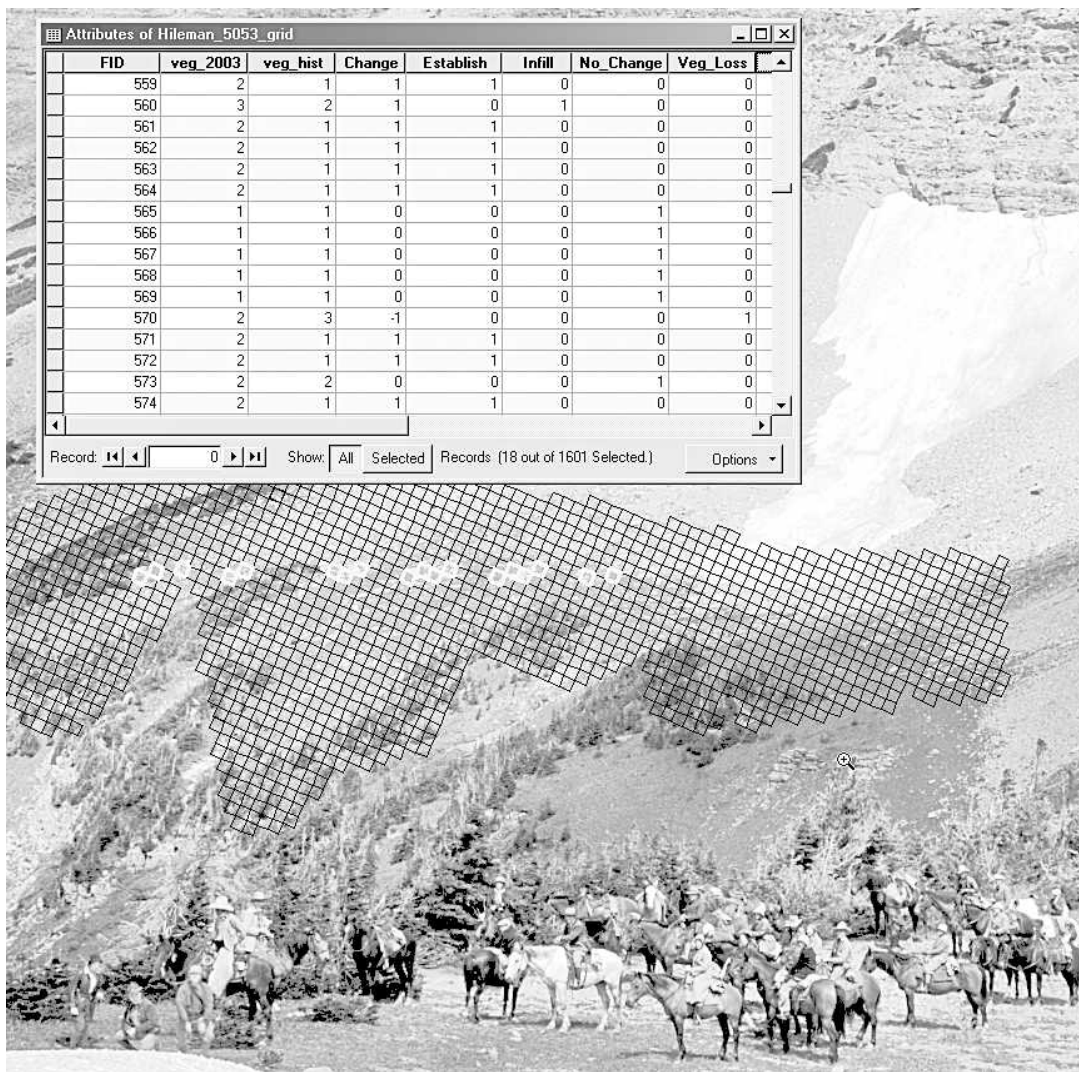 Attributes of Hileman_5053_grid
FID veg_2003 veg_hist Change Establish Infill No_Change Veg_Loss
559 2 1 1 1 0 0 0
560 3 2 1 0 1 0 0
561 2 1 1 1 0 0 0
562 2 1 1 1 0 0 0
563 2 1 1 1 0 0 0
564 2 1 1 1 0 0 0
565 1 1 0 0 0 1 0
566 1 1 0 0 0 1 0
567 1 1 0 0 0 1 0
568 1 1 0 0 0 1 0
569 1 1 0 0 0 1 0
570 2 3 -1 0 0 0 1
571 2 1 1 1 0 0 0
572 2 1 1 1 0 0 0
573 2 2 0 0 0 1 0
574 2 1 1 1 0 0 0
Record: 0 Show: All Selected Records (18 out of 1601 Selected.) Options